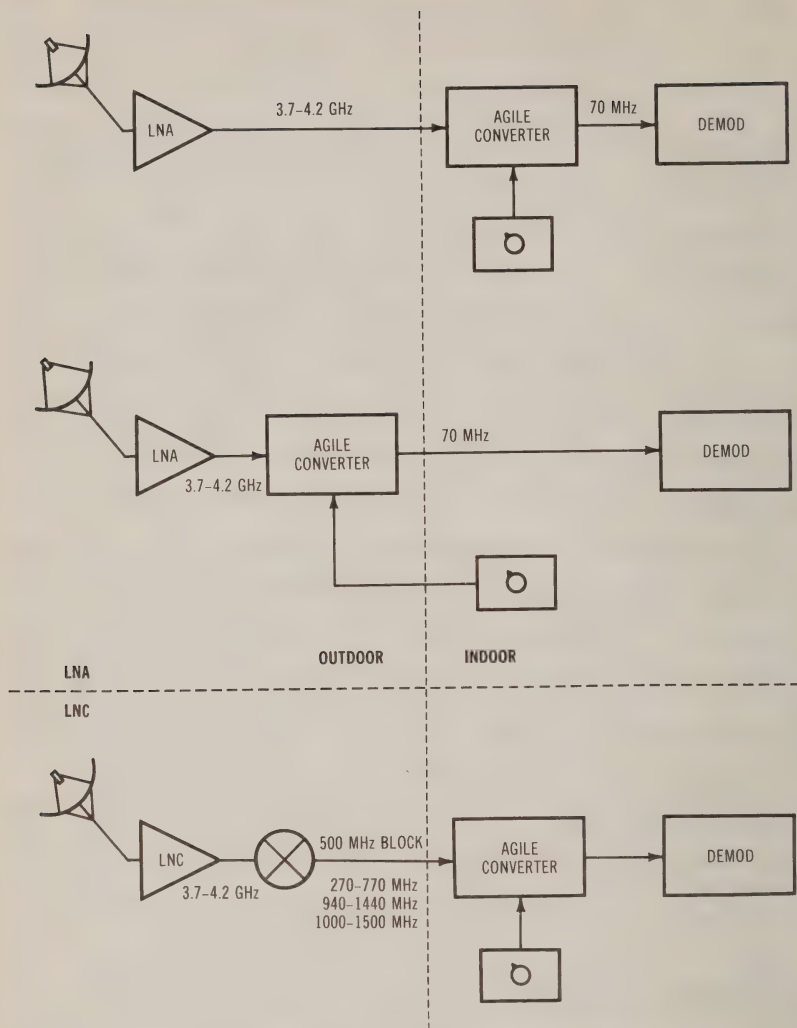 LNA
3.7–4.2 GHz
AGILE
CONVERTER
70 MHz
DEMOD
LNA
3.7–4.2 GHz
AGILE
CONVERTER
70 MHz
DEMOD
OUTDOOR
INDOOR
LNA
LNC
LNC
3.7–4.2 GHz
500 MHz BLOCK
270–770 MHz
940–1440 MHz
1000–1500 MHz
AGILE
CONVERTER
DEMOD